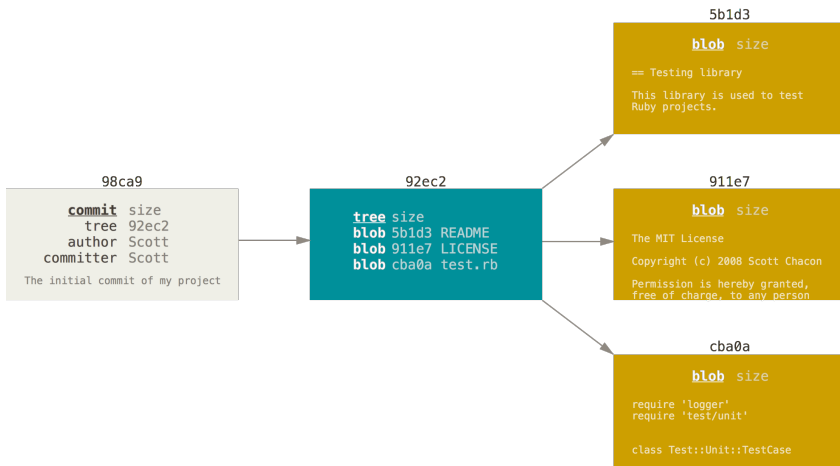 98ca9
commit size
tree 92ec2
author Scott
committer Scott
The initial commit of my project
92ec2
tree size
blob 5b1d3 README
blob 911e7 LICENSE
blob cba0a test.rb
5b1d3
blob size
== Testing library
This library is used to test
Ruby projects.
911e7
blob size
The MIT License
Copyright (c) 2008 Scott Chacon
Permission is hereby granted,
free of charge, to any person
cba0a
blob size
require 'logger'
require 'test/unit'
class Test::Unit::TestCase